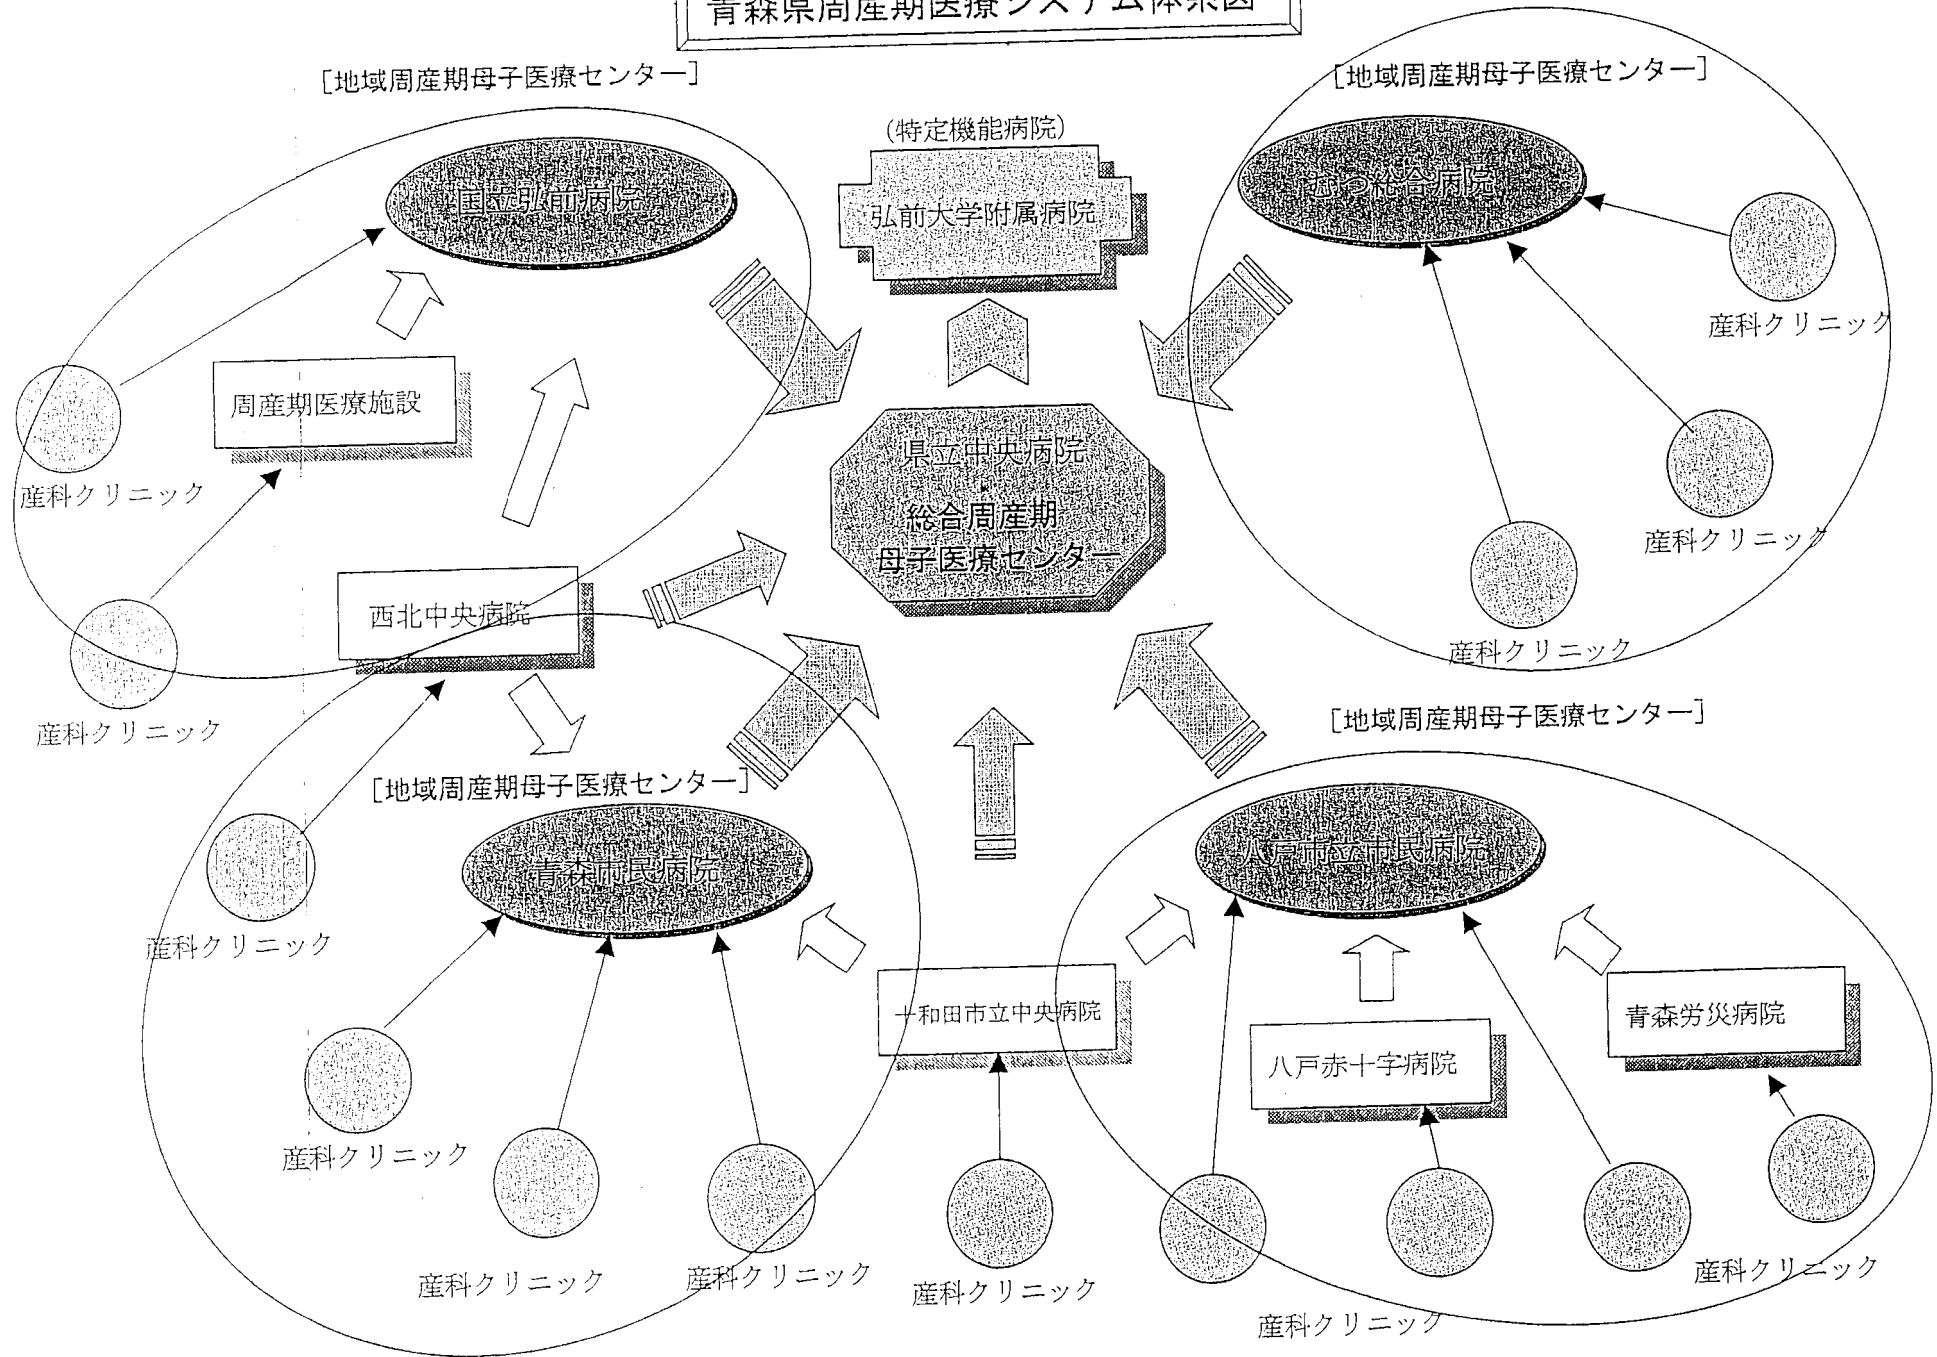 青森県周産期医療システム体系図
［地域周産期母子医療センター］
国立弘前病院
(特定機能病院)
弘前大学附属病院
［地域周産期母子医療センター］
むつ総合病院
産科クリニック
産科クリニック
産科クリニック
周産期医療施設
産科クリニック
産科クリニック
県立中央病院
・
総合周産期
母子医療センター
西北中央病院
産科クリニック
［地域周産期母子医療センター］
青森市民病院
産科クリニック
産科クリニック
産科クリニック
十和田市立中央病院
産科クリニック
［地域周産期母子医療センター］
八戸市立市民病院
八戸赤十字病院
青森労災病院
産科クリニック
産科クリニック